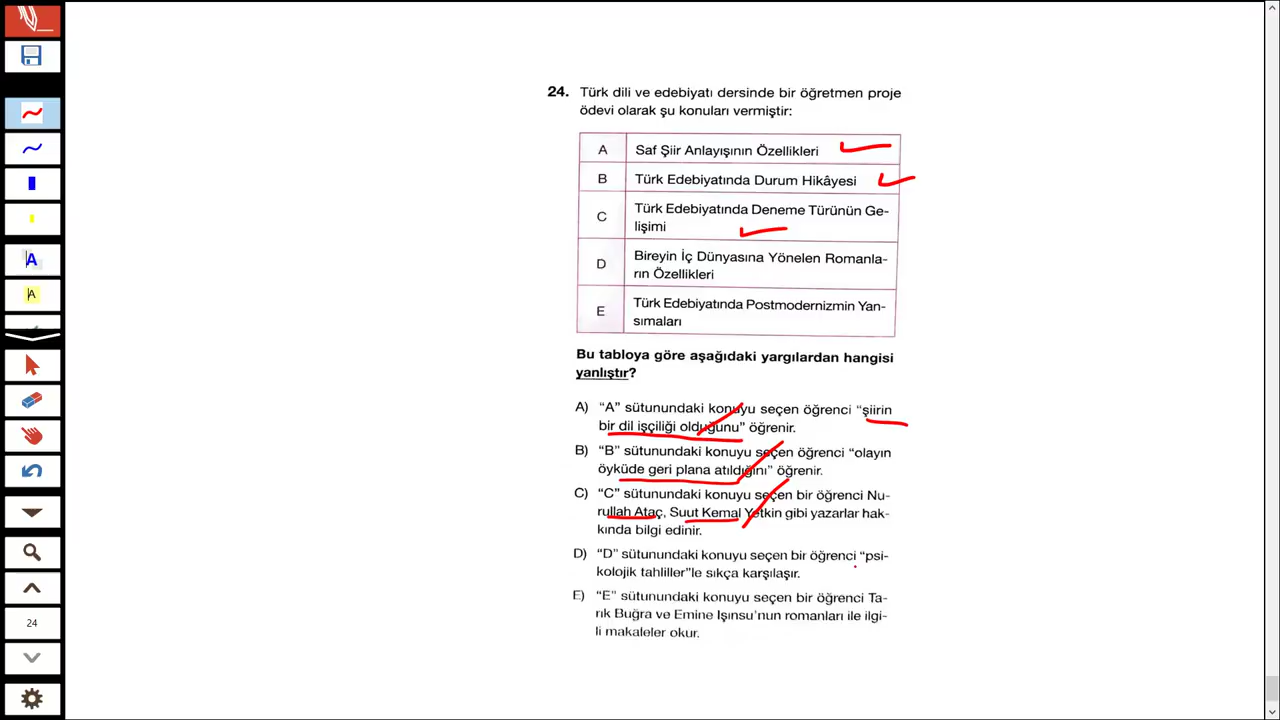 24. Türk dili ve edebiyatı dersinde bir öğretmen proje
ödevi olarak şu konuları vermiştir:
A Saf Şiir Anlayışının Özellikleri
B Türk Edebiyatında Durum Hikâyesi
C Türk Edebiyatında Deneme Türünün Ge-
lişimi
D Bireyin İç Dünyasına Yönelen Romanla-
rın Özellikleri
E Türk Edebiyatında Postmodernizmin Yan-
sımaları
Bu tabloya göre aşağıdaki yargılardan hangisi
yanlıştır?
A) "A" sütunundaki konuyu seçen öğrenci "şiirin
bir dil işçiliği olduğunu" öğrenir.
B) "B" sütunundaki konuyu seçen öğrenci "olayın
öyküde geri plana atıldığını" öğrenir.
C) "C" sütunundaki konuyu seçen bir öğrenci Nu-
rullah Ataç, Suut Kemal Yetkin gibi yazarlar hak-
kında bilgi edinir.
D) "D" sütunundaki konuyu seçen bir öğrenci "psi-
kolojik tahliller"le sıkça karşılaşır.
E) "E" sütunundaki konuyu seçen bir öğrenci Ta-
rık Buğra ve Emine Işınsu'nun romanları ile ilgi-
li makaleler okur.
A
A
24